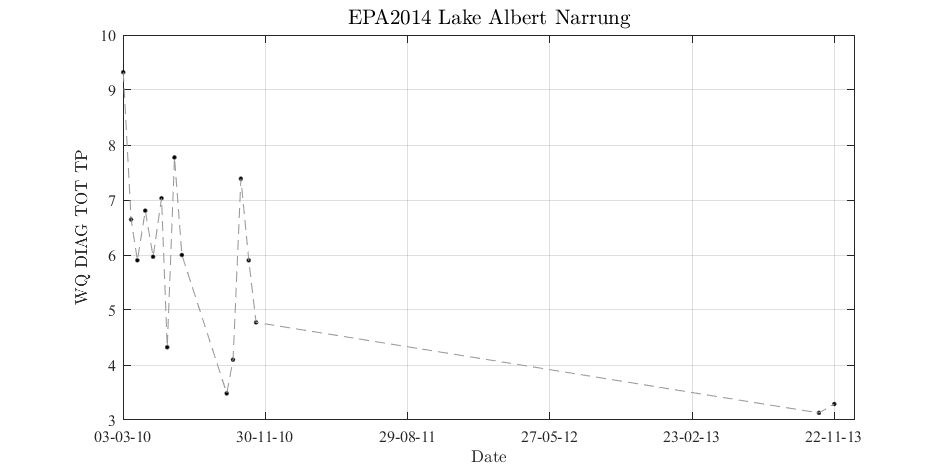 EPA2014 Lake Albert Narrung
WQ DIAG TOT TP
10
9
8
7
6
5
4
3
03-03-10 30-11-10 29-08-11 27-05-12 23-02-13 22-11-13
Date